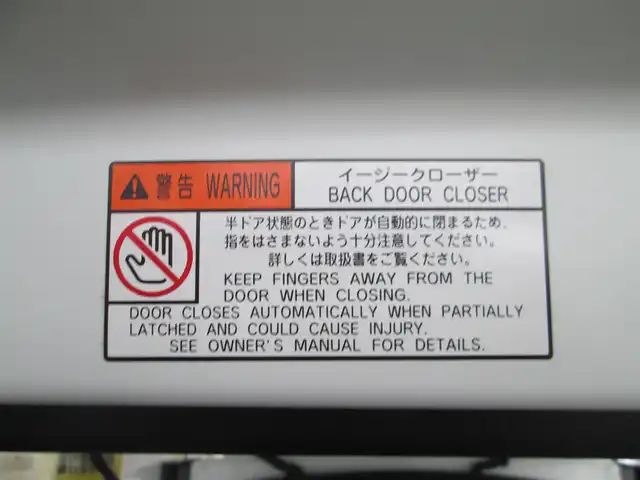 警告 WARNING
イージークローザー
BACK DOOR CLOSER
半ドア状態のときドアが自動的に閉まるため、
指をはさまないよう十分注意してください。
詳しくは取扱書をご覧ください。
KEEP FINGERS AWAY FROM THE
DOOR WHEN CLOSING.
DOOR CLOSES AUTOMATICALLY WHEN PARTIALLY
LATCHED AND COULD CAUSE INJURY.
SEE OWNER'S MANUAL FOR DETAILS.